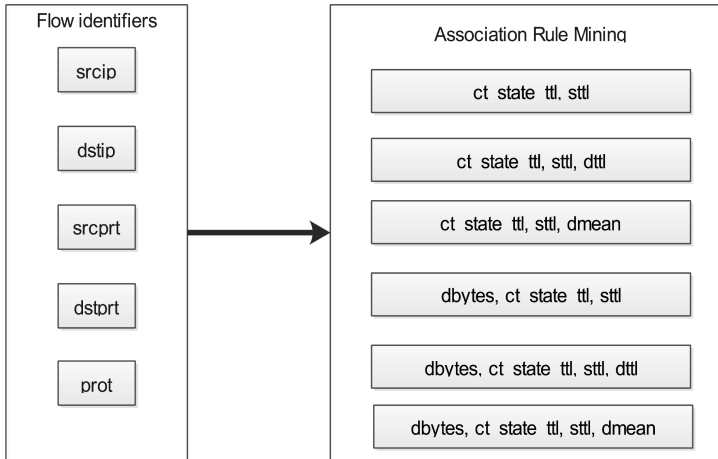 Flow identifiers
srcip
dstip
srcprt
dstprt
prot
Association Rule Mining
ct state ttl, sttl
ct state ttl, sttl, dttl
ct state ttl, sttl, dmean
dbytes, ct state ttl, sttl
dbytes, ct state ttl, sttl, dttl
dbytes, ct state ttl, sttl, dmean